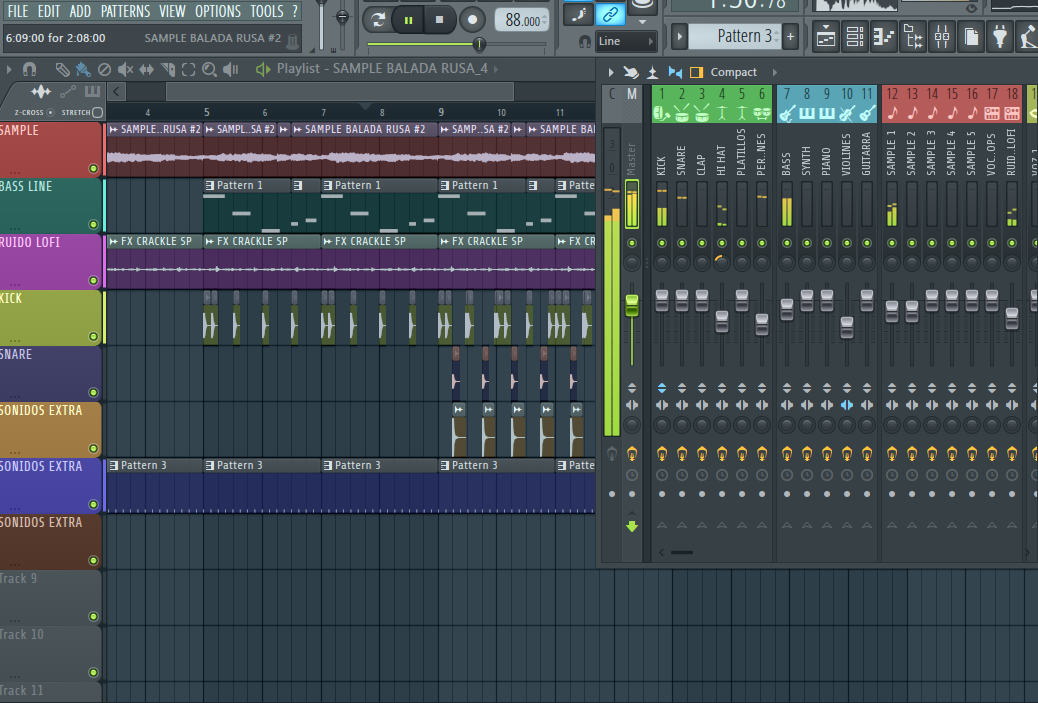 FILE EDIT ADD PATTERNS VIEW OPTIONS TOOLS ?
6:09:00 for 2:08:00 SAMPLE BALADA RUSA #2
88.000
Line
Pattern 3
Playlist - SAMPLE BALADA RUSA_4
Compact
Z-CROSS STRETCH
4 5 6 7 8 9 10 11
C M 1 2 3 4 5 6 7 8 9 10 11 12 13 14 15 16 17 18
Master KICK SNARE CLAP HI HAT PLATILLOS PER..NES BASS SYNTH PIANO VIOLINES GUITARRA SAMPLE 1 SAMPLE 2 SAMPLE 3 SAMPLE 4 SAMPLE 5 VOC..OPS RUID..LOFI
SAMPLE
SAMPLE..RUSA #2 SAMPL..SA #2 SAMPLE BALADA RUSA #2 SAMP..SA #2 SAMPLE BAL
BASS LINE
Pattern 1 Pattern 1 Pattern 1 Patte
RUIDO LOFI
FX CRACKLE SP FX CRACKLE SP FX CRACKLE SP FX CRACKLE SP FX CR
KICK
SNARE
SONIDOS EXTRA
SONIDOS EXTRA
Pattern 3 Pattern 3 Pattern 3 Pattern 3 Patte
SONIDOS EXTRA
Track 9
Track 10
Track 11